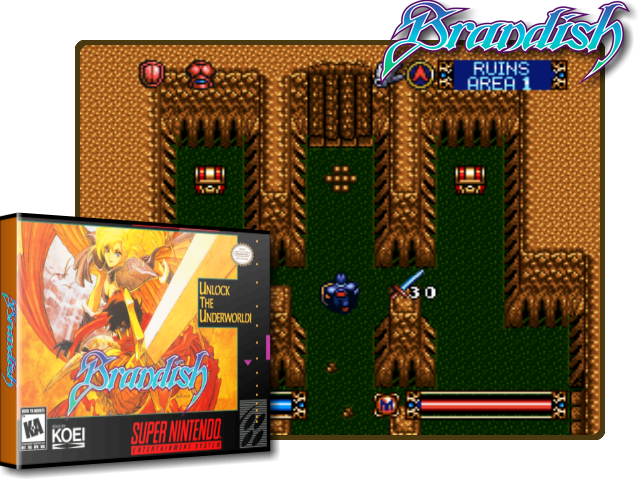 Brandish
RUINS
AREA 1
30
M
UNLOCK
THE
UNDERWORLD!
Brandish
Brandish
K-A
KOEI
SUPER NINTENDO
ENTERTAINMENT SYSTEM